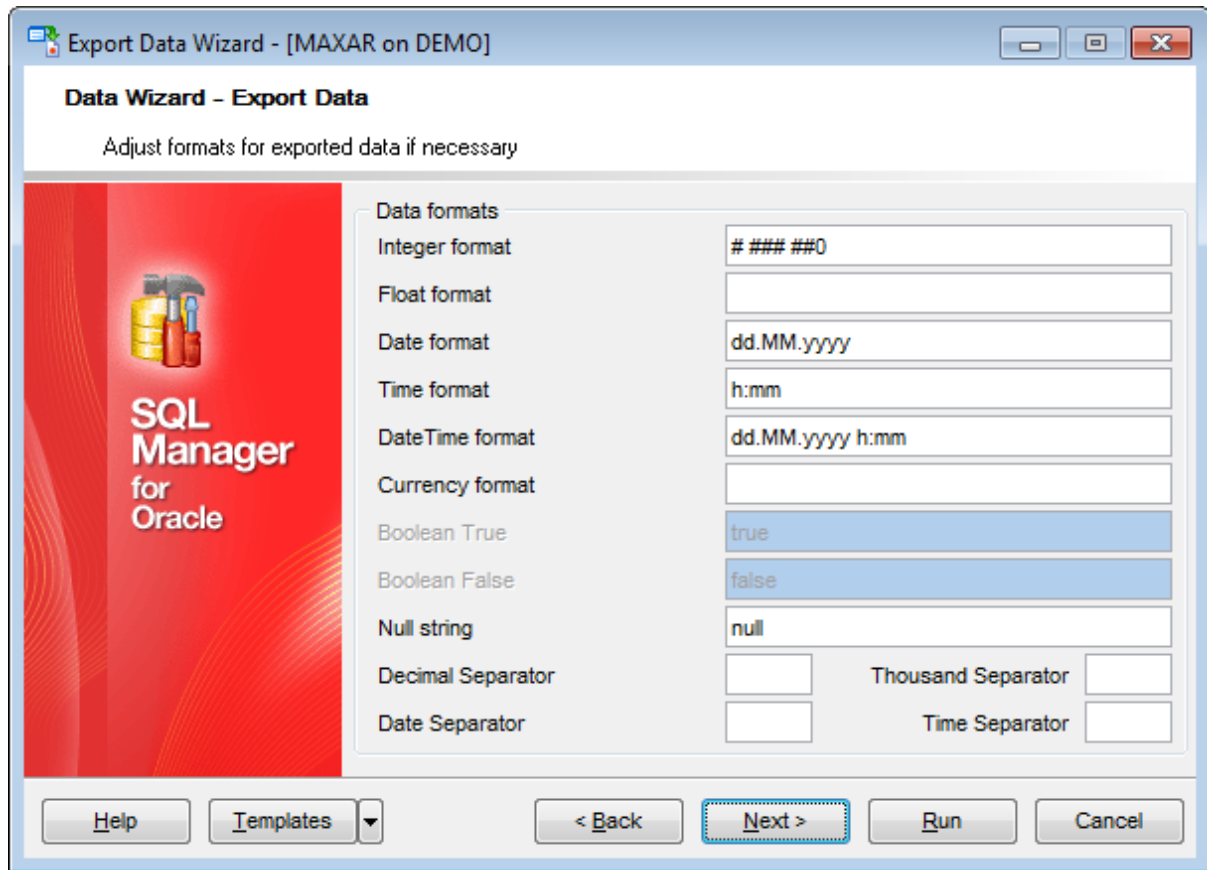 Export Data Wizard - [MAXAR on DEMO]
Data Wizard – Export Data
Adjust formats for exported data if necessary
SQL
Manager
for
Oracle
Data formats
Integer format # ### ##0
Float format
Date format dd.MM.yyyy
Time format h:mm
DateTime format dd.MM.yyyy h:mm
Currency format
Boolean True true
Boolean False false
Null string null
Decimal Separator Thousand Separator
Date Separator Time Separator
Help Templates < Back Next > Run Cancel